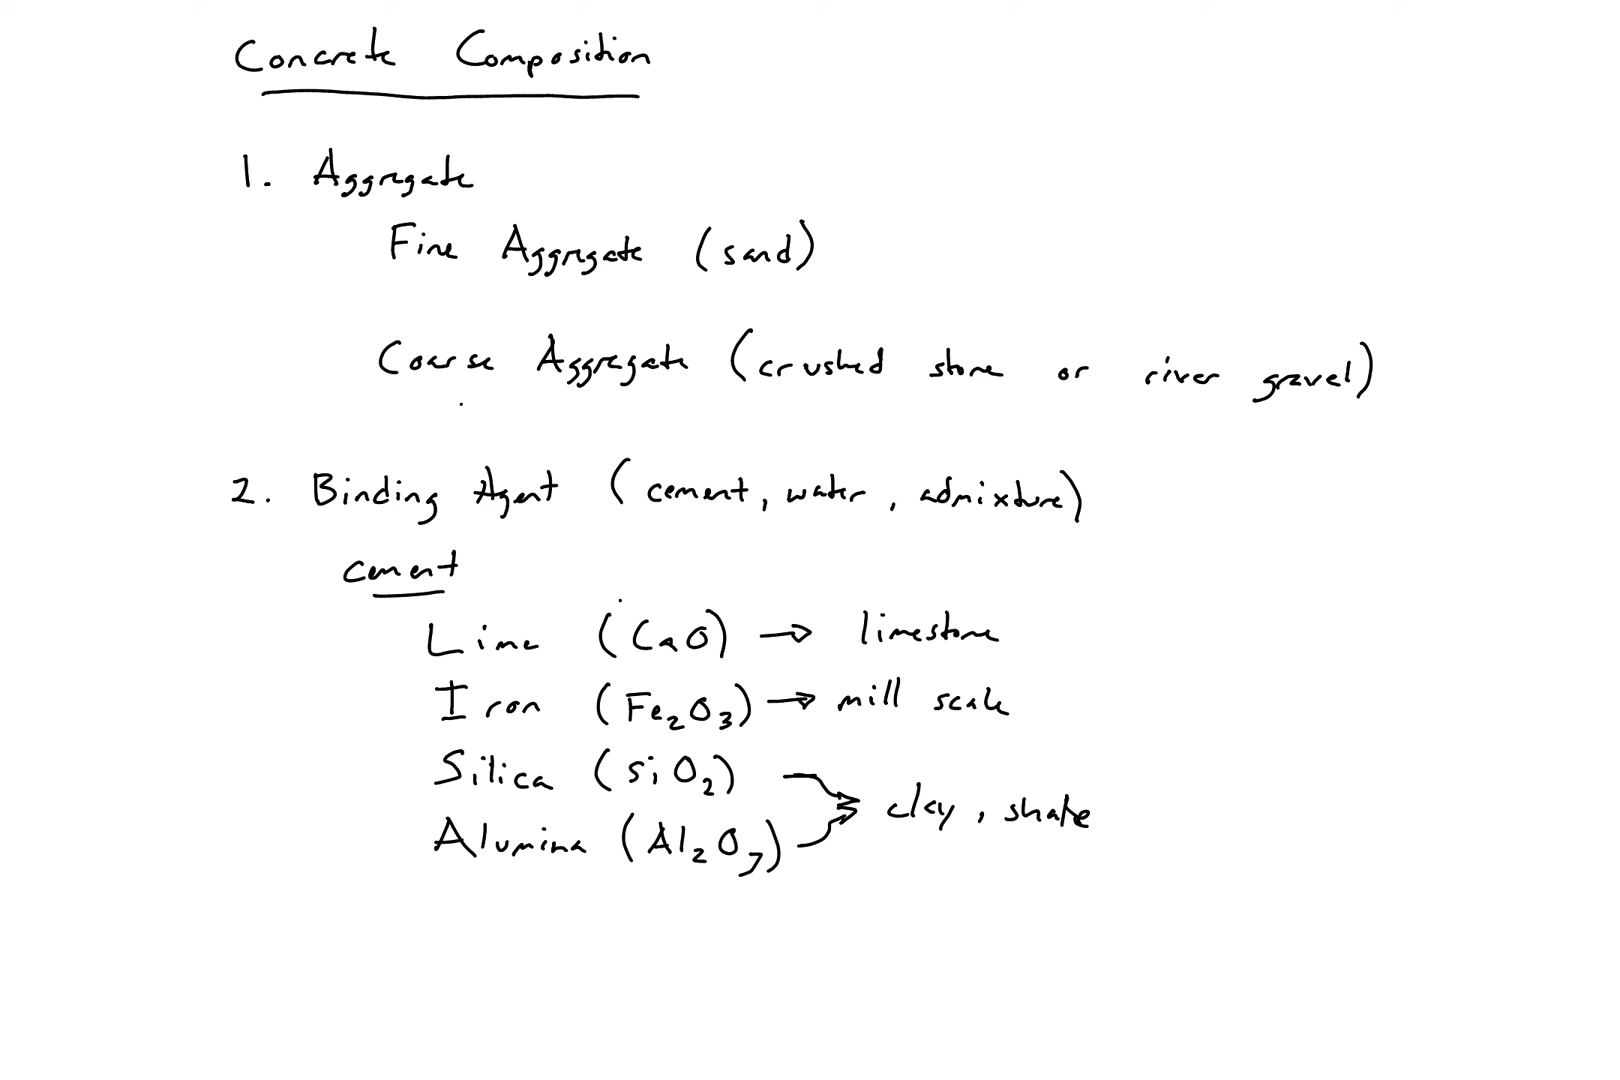 Concrete Composition
1. Aggregate
Fine Aggregate (sand)
Coarse Aggregate (crushed stone or river gravel)
2. Binding Agent (cement, water, admixture)
cement
Lime (CaO) → limestone
Iron (Fe₂O₃) → mill scale
Silica (SiO₂)
Alumina (Al₂O₃) → clay, shale